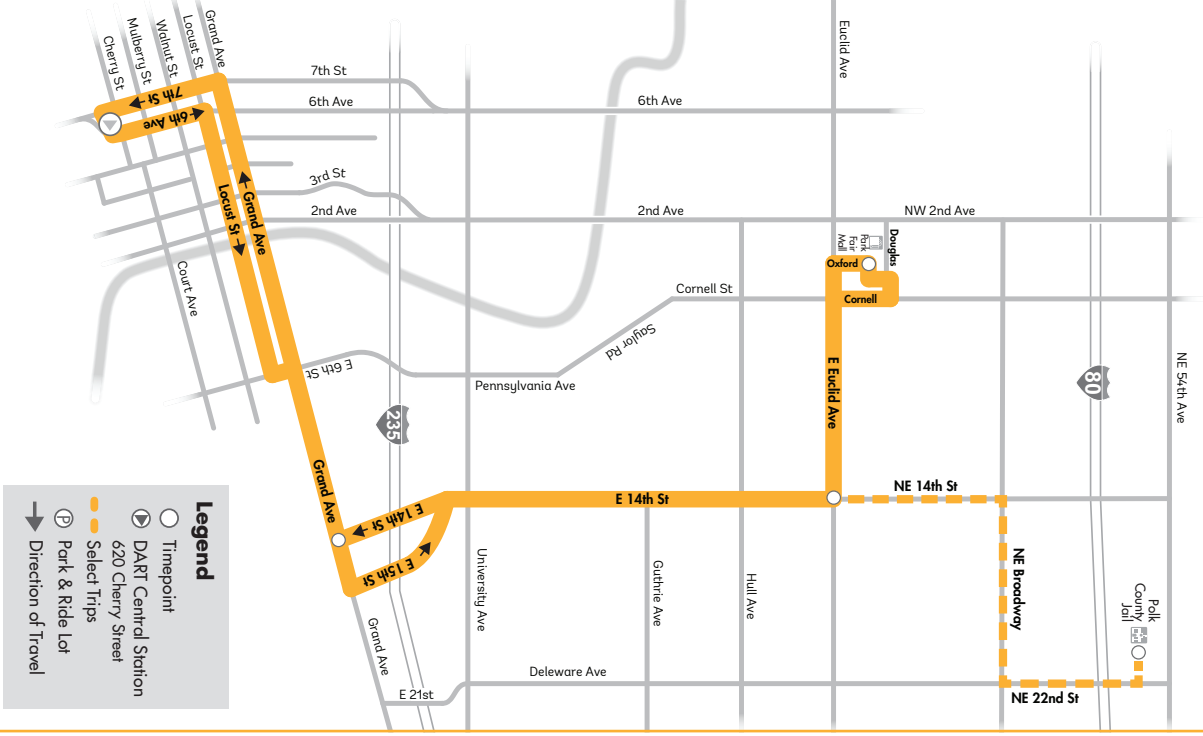 Grand Ave
Locust St
Walnut St
Mulberry St
Cherry St
7th St
6th Ave
7th St
6th Ave
6th Ave
Euclid Ave
3rd St
2nd Ave
2nd Ave
NW 2nd Ave
Locust St
Grand Ave
Court Ave
Park
Fair
Mall
Douglas
Oxford
Cornell
Cornell St
Saylor Rd
E 6th St
Pennsylvania Ave
E Euclid Ave
80
NE 54th Ave
235
Grand Ave
E 14th St
E 15th St
E 14th St
NE 14th St
NE Broadway
University Ave
Guthrie Ave
Hull Ave
Polk
County
Jail
Grand Ave
E 21st
Deleware Ave
NE 22nd St
Legend
Timepoint
DART Central Station
620 Cherry Street
Select Trips
P
Park & Ride Lot
Direction of Travel